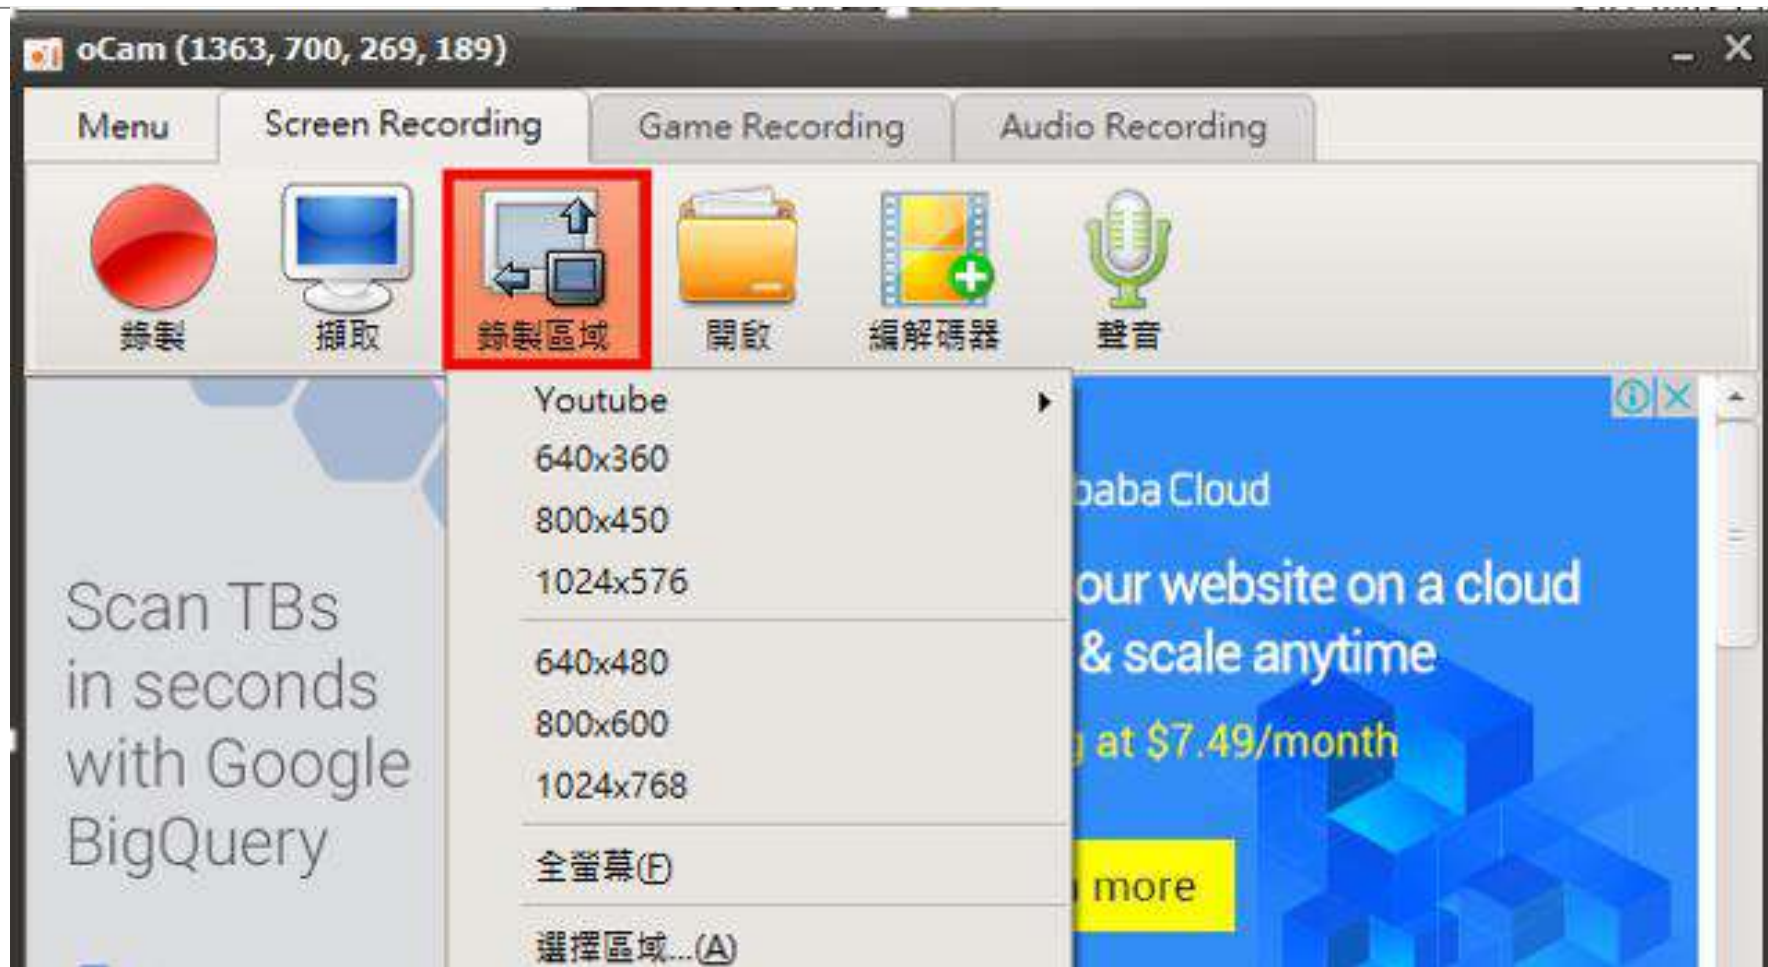 oCam (1363, 700, 269, 189)
Menu
Screen Recording
Game Recording
Audio Recording
錄製
擷取
錄製區域
開啟
編解碼器
聲音
Youtube
640x360
800x450
1024x576
640x480
800x600
1024x768
全螢幕(F)
選擇區域...(A)
Scan TBs
in seconds
with Google
BigQuery
baba Cloud
our website on a cloud
& scale anytime
at $7.49/month
more